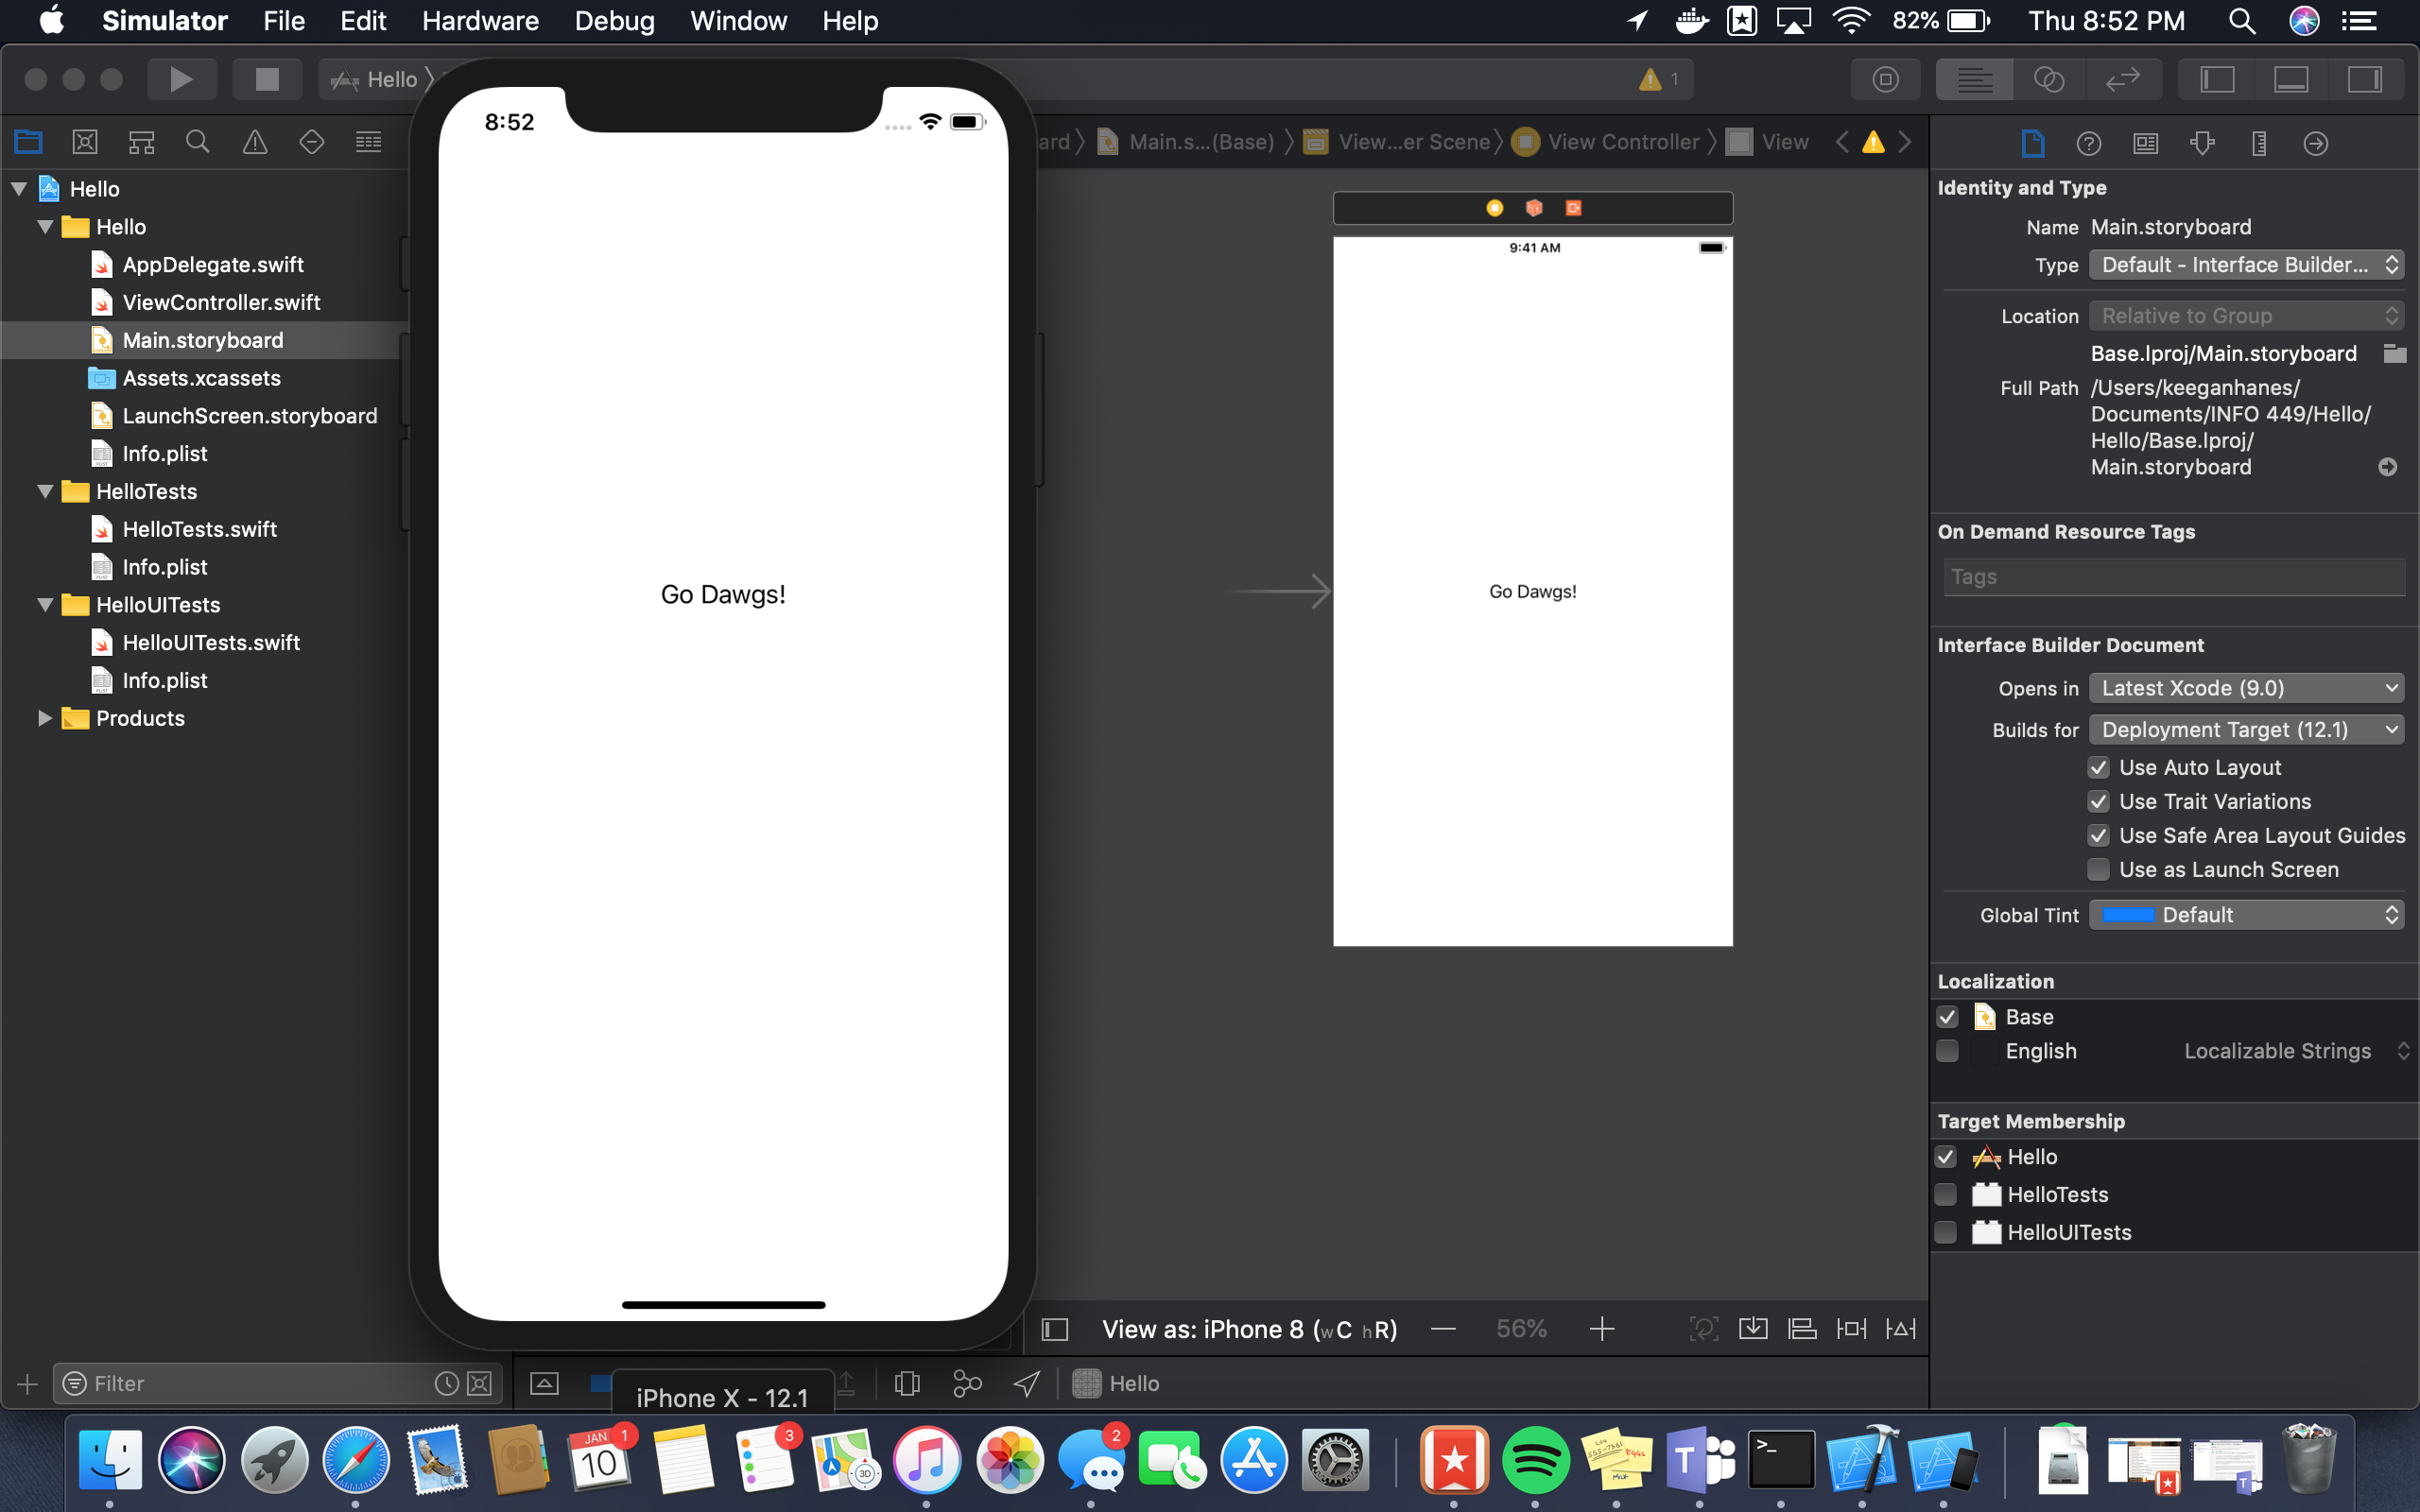 Simulator File Edit Hardware Debug Window Help 82% Thu 8:52 PM
Hello 1
8:52
ard Main.s...(Base) View...er Scene View Controller View
Hello
Hello
AppDelegate.swift
ViewController.swift
Main.storyboard
Assets.xcassets
LaunchScreen.storyboard
Info.plist
HelloTests
HelloTests.swift
Info.plist
HelloUITests
HelloUITests.swift
Info.plist
Products
Go Dawgs!
9:41 AM
Go Dawgs!
Identity and Type
Name Main.storyboard
Type Default - Interface Builder...
Location Relative to Group
Base.lproj/Main.storyboard
Full Path /Users/keeganhanes/
Documents/INFO 449/Hello/
Hello/Base.lproj/
Main.storyboard
On Demand Resource Tags
Tags
Interface Builder Document
Opens in Latest Xcode (9.0)
Builds for Deployment Target (12.1)
Use Auto Layout
Use Trait Variations
Use Safe Area Layout Guides
Use as Launch Screen
Global Tint Default
Localization
Base
English Localizable Strings
Target Membership
Hello
HelloTests
HelloUITests
View as: iPhone 8 (wC hR) 56%
Filter
iPhone X - 12.1
Hello
JAN
10
1
3
3D
2
T